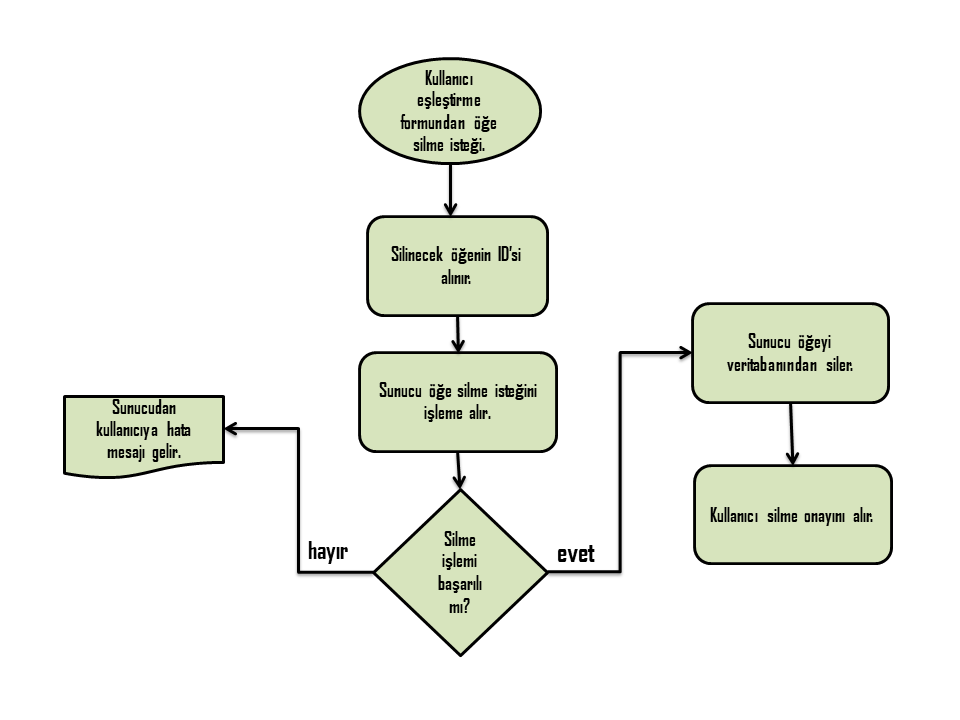 Kullanıcı
eşleştirme
formundan öğe
silme isteği.
Silinecek öğenin ID'si
alınır.
Sunucu öğe silme isteğini
işleme alır.
Silme
işlemi
başarılı
mı?
hayır
Sunucudan
kullanıcıya hata
mesajı gelir.
evet
Sunucu öğeyi
veritabanından siler.
Kullanıcı silme onayını alır.